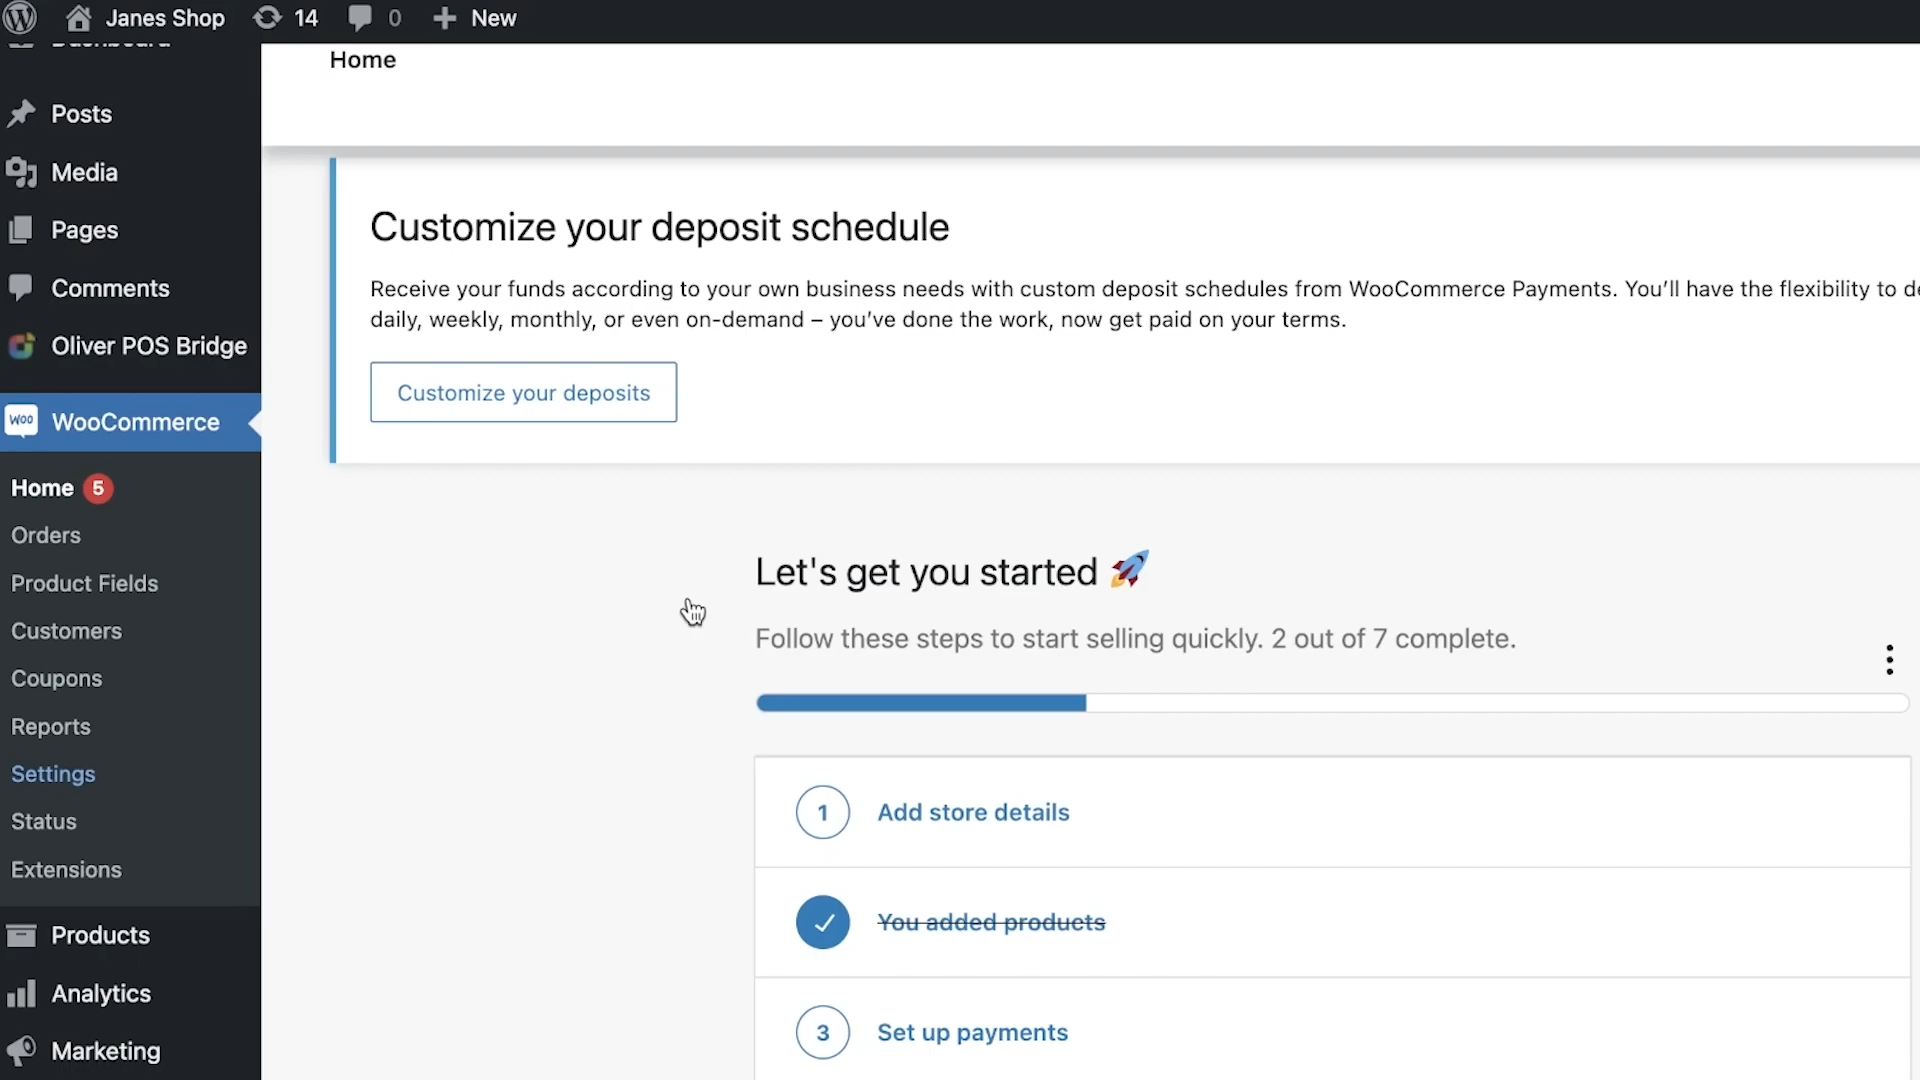 Janes Shop 14 0 New
Dashboard
Home
Posts
Media
Pages
Comments
Oliver POS Bridge
Woo WooCommerce
Home 5
Orders
Product Fields
Customers
Coupons
Reports
Settings
Status
Extensions
Products
Analytics
Marketing
Customize your deposit schedule
Receive your funds according to your own business needs with custom deposit schedules from WooCommerce Payments. You’ll have the flexibility to
daily, weekly, monthly, or even on-demand – you’ve done the work, now get paid on your terms.
Customize your deposits
Let's get you started 🚀
Follow these steps to start selling quickly. 2 out of 7 complete.
1 Add store details
You added products
3 Set up payments